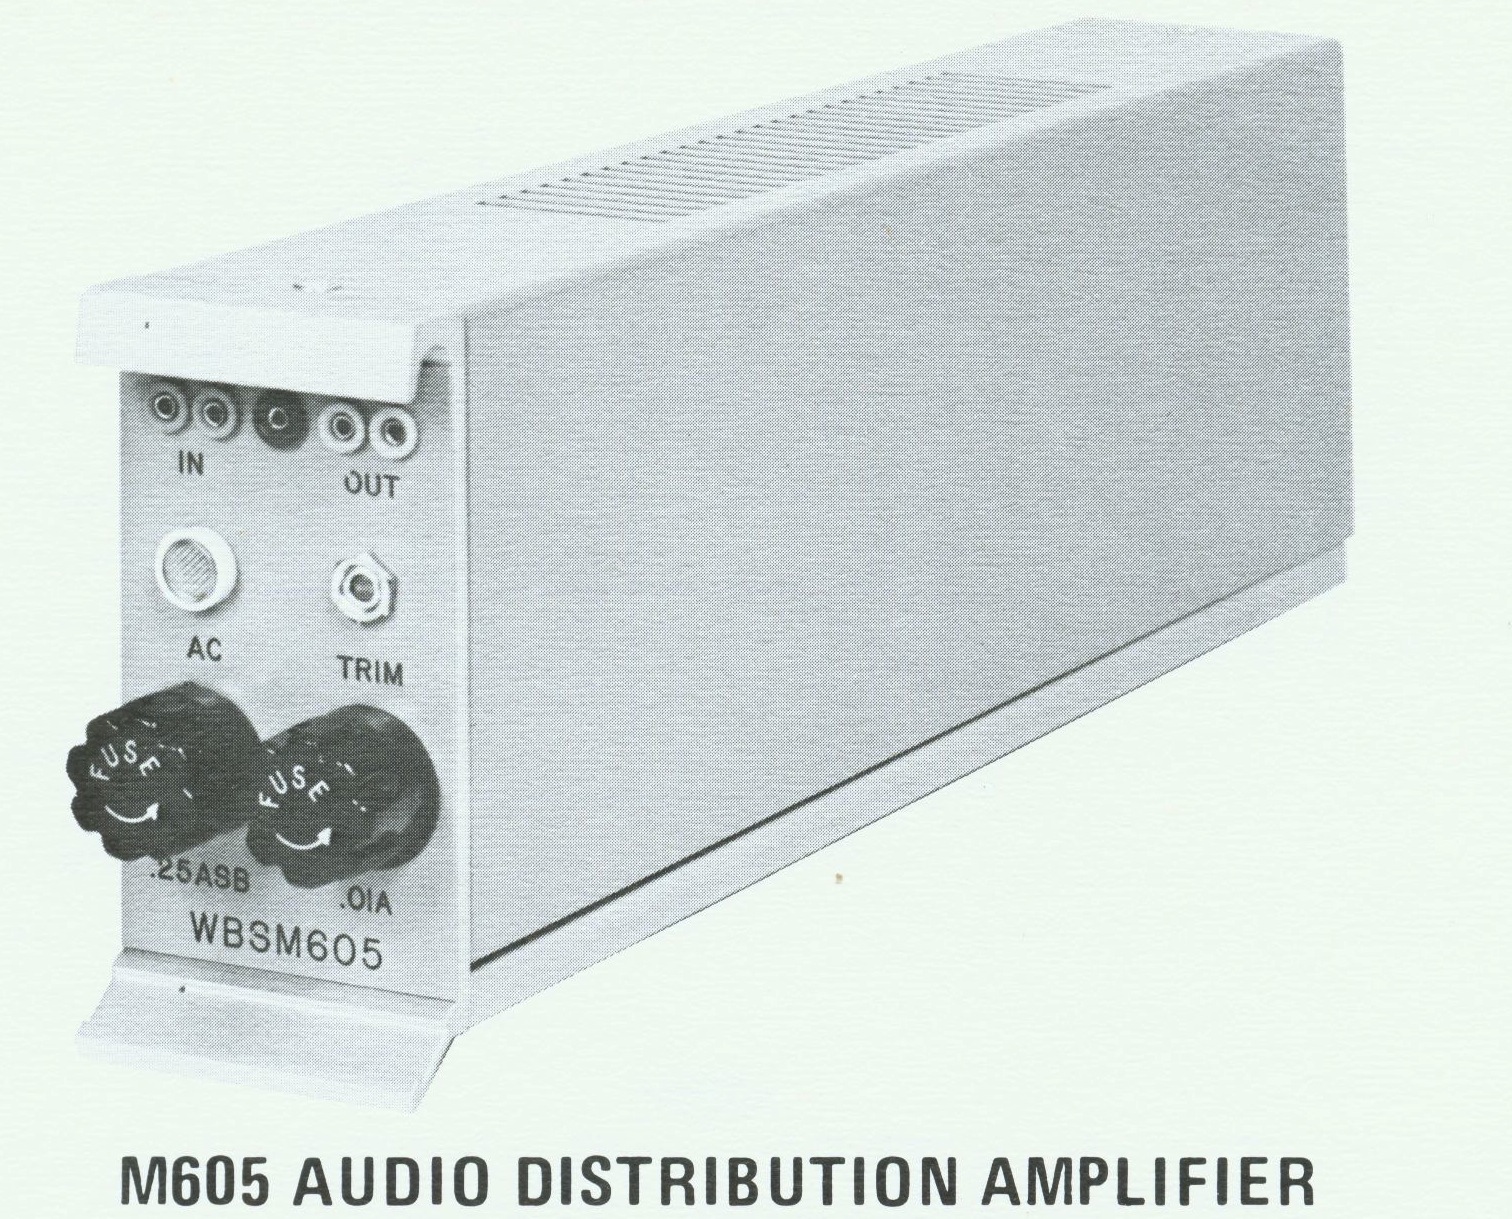 IN
OUT
AC
TRIM
FUSE
FUSE
.25ASB
.01A
WBSM605
M605 AUDIO DISTRIBUTION AMPLIFIER